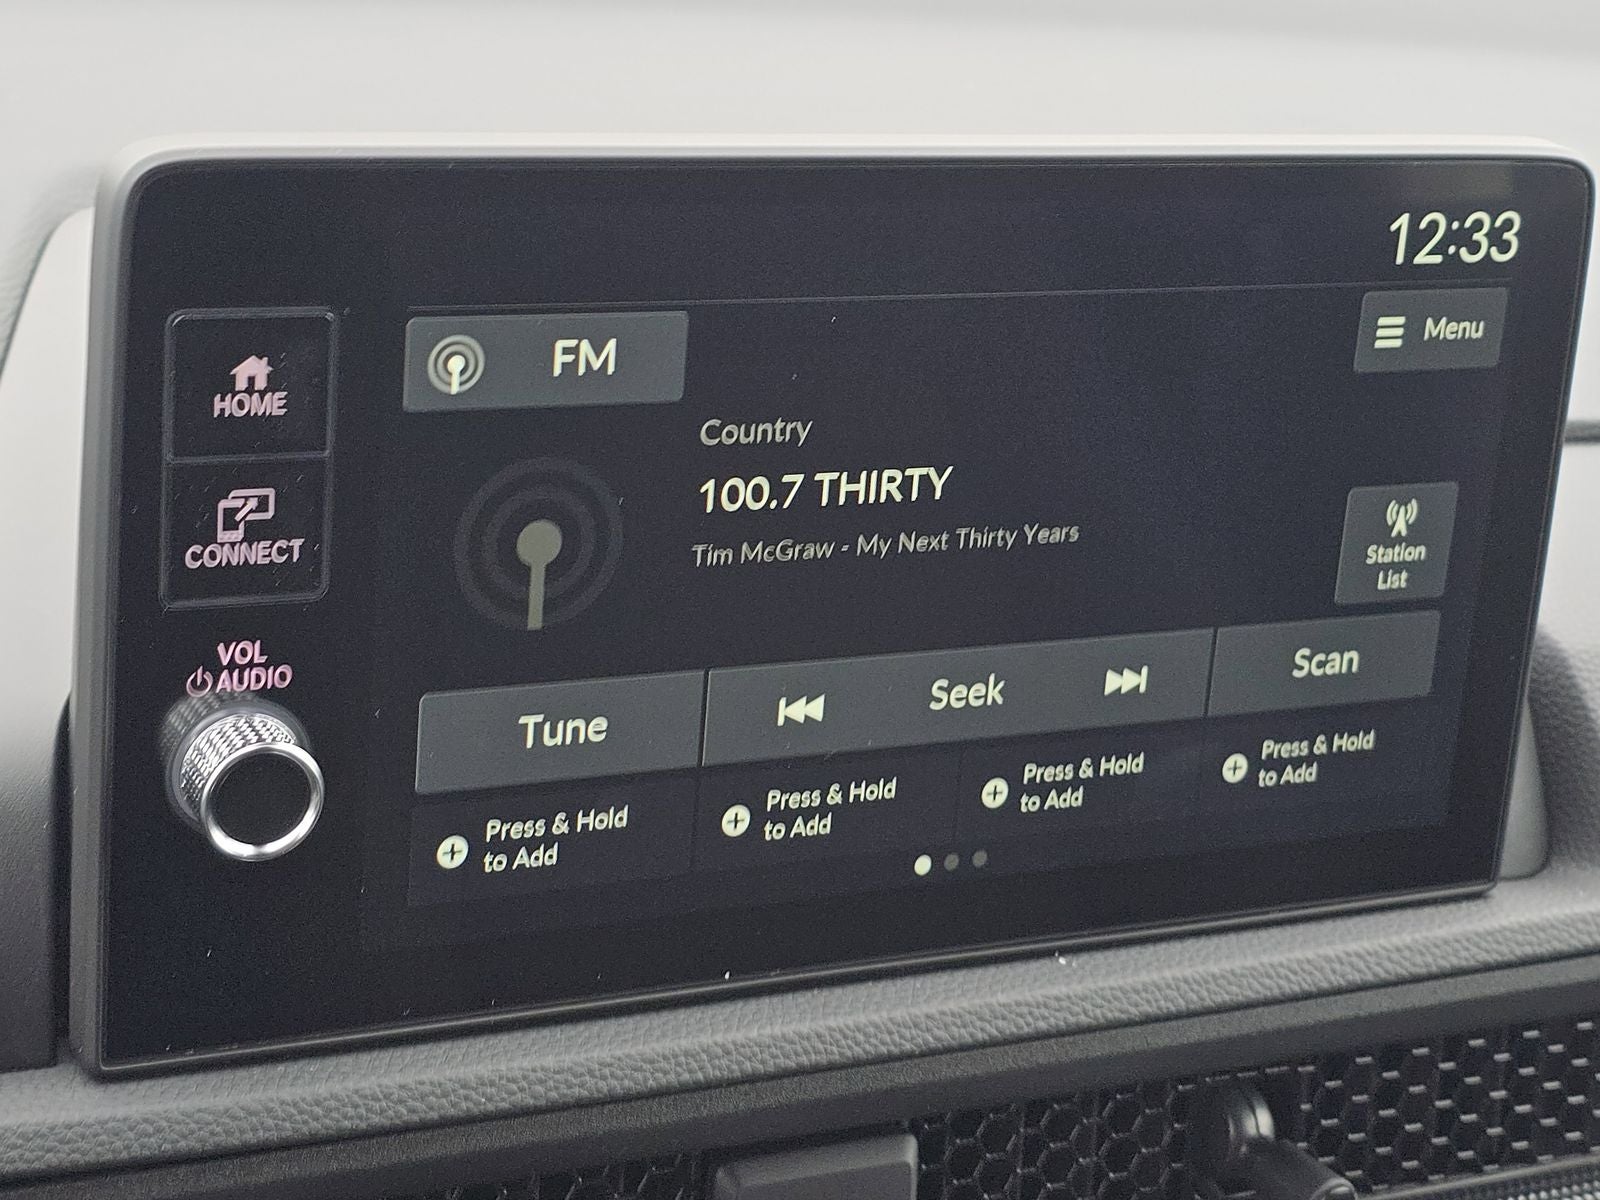 12:33
HOME
FM
Menu
Country
100.7 THIRTY
Tim McGraw - My Next Thirty Years
CONNECT
Station
List
VOL
AUDIO
Tune
Seek
Scan
Press & Hold
to Add
Press & Hold
to Add
Press & Hold
to Add
Press & Hold
to Add